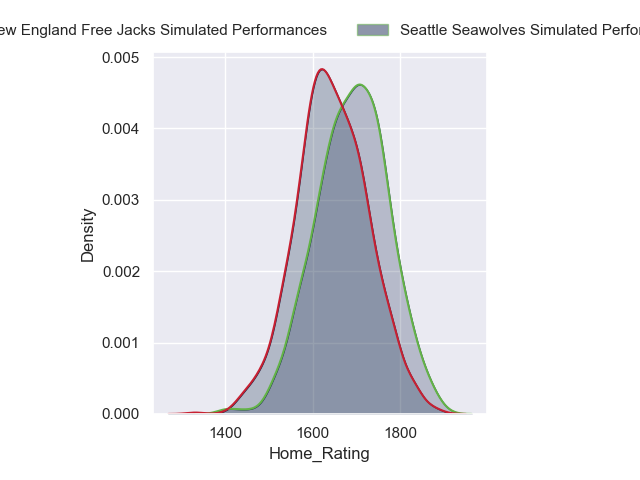 ew England Free Jacks Simulated Performances Seattle Seawolves Simulated Perfo
0.005
0.004
0.003
0.002
0.001
0.000
Density
1400 1600 1800
Home_Rating